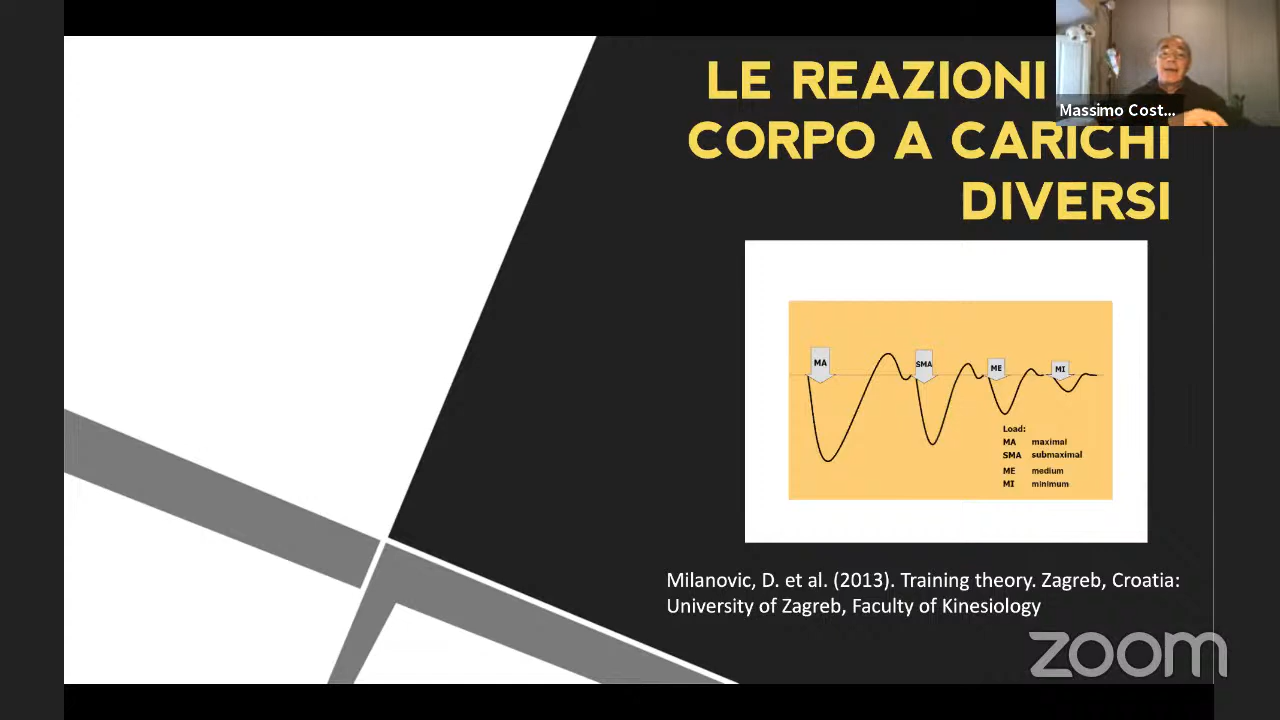 LE REAZIONI
CORPO A CARICHI
DIVERSI
Massimo Cost...
MA
SMA
ME
MI
Load:
MA maximal
SMA submaximal
ME medium
MI minimum
Milanovic, D. et al. (2013). Training theory. Zagreb, Croatia:
University of Zagreb, Faculty of Kinesiology
zoom